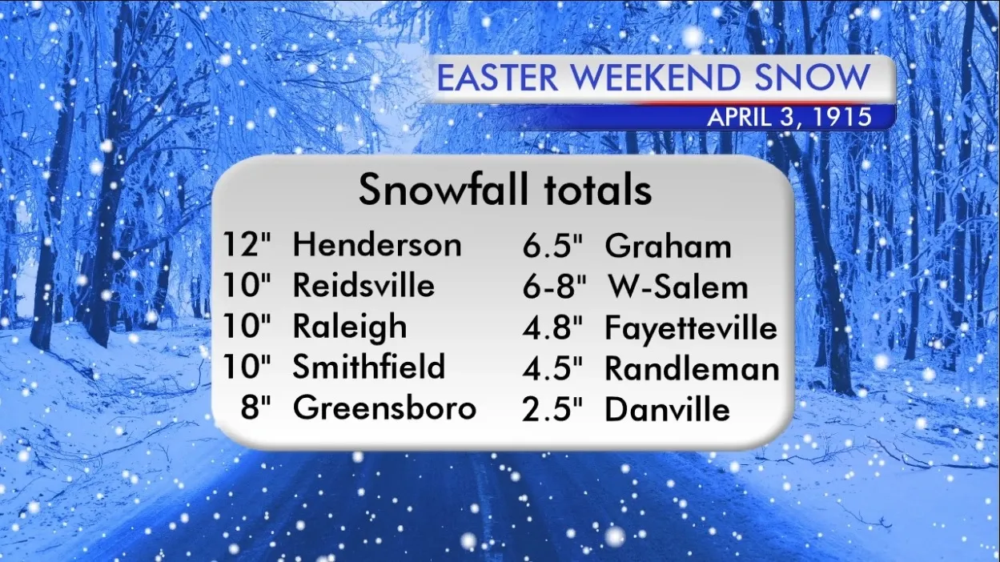 EASTER WEEKEND SNOW
APRIL 3, 1915
Snowfall totals
12" Henderson
10" Reidsville
10" Raleigh
10" Smithfield
8" Greensboro
6.5" Graham
6-8" W-Salem
4.8" Fayetteville
4.5" Randleman
2.5" Danville